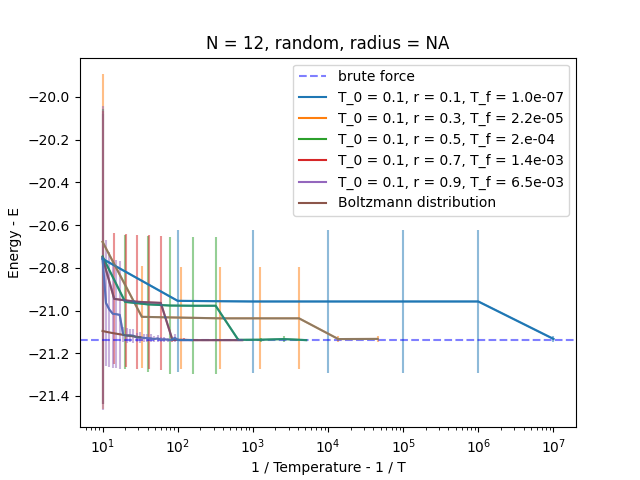 N = 12, random, radius = NA
brute force
T_0 = 0.1, r = 0.1, T_f = 1.0e-07
T_0 = 0.1, r = 0.3, T_f = 2.2e-05
T_0 = 0.1, r = 0.5, T_f = 2.e-04
T_0 = 0.1, r = 0.7, T_f = 1.4e-03
T_0 = 0.1, r = 0.9, T_f = 6.5e-03
Boltzmann distribution
Energy - E
−20.0
−20.2
−20.4
−20.6
−20.8
−21.0
−21.2
−21.4
10¹ 10² 10³ 10⁴ 10⁵ 10⁶ 10⁷
1 / Temperature - 1 / T